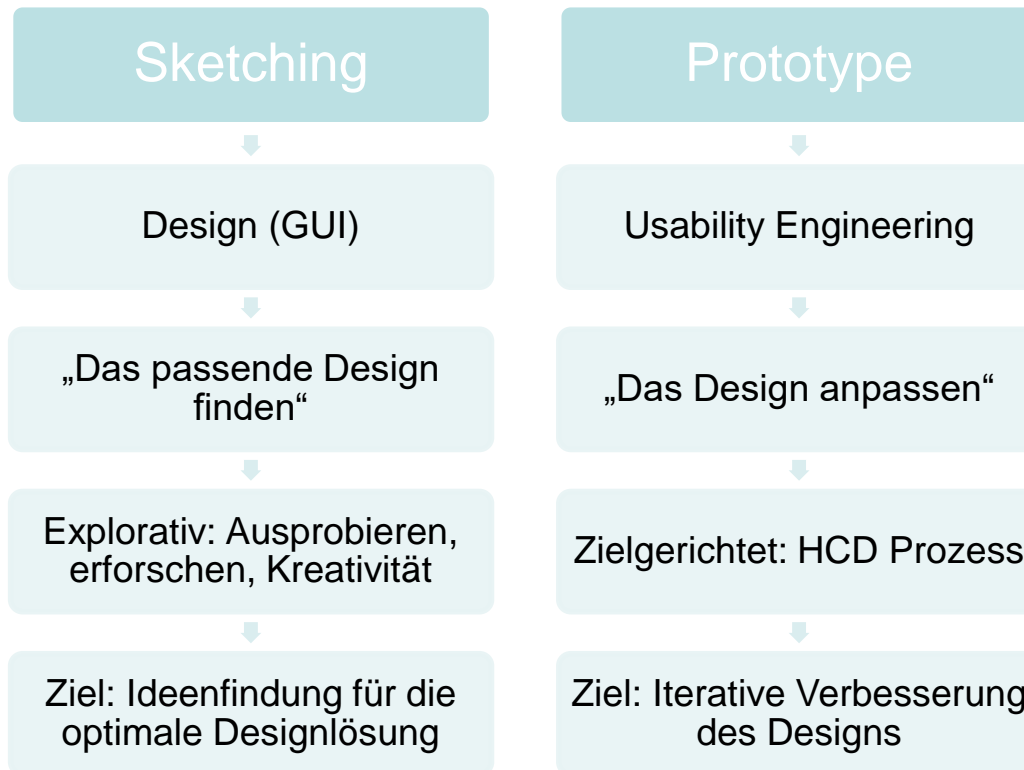 Sketching
Design (GUI)
„Das passende Design
finden“
Explorativ: Ausprobieren,
erforschen, Kreativität
Ziel: Ideenfindung für die
optimale Designlösung
Prototype
Usability Engineering
„Das Design anpassen“
Zielgerichtet: HCD Prozess
Ziel: Iterative Verbesserung
des Designs